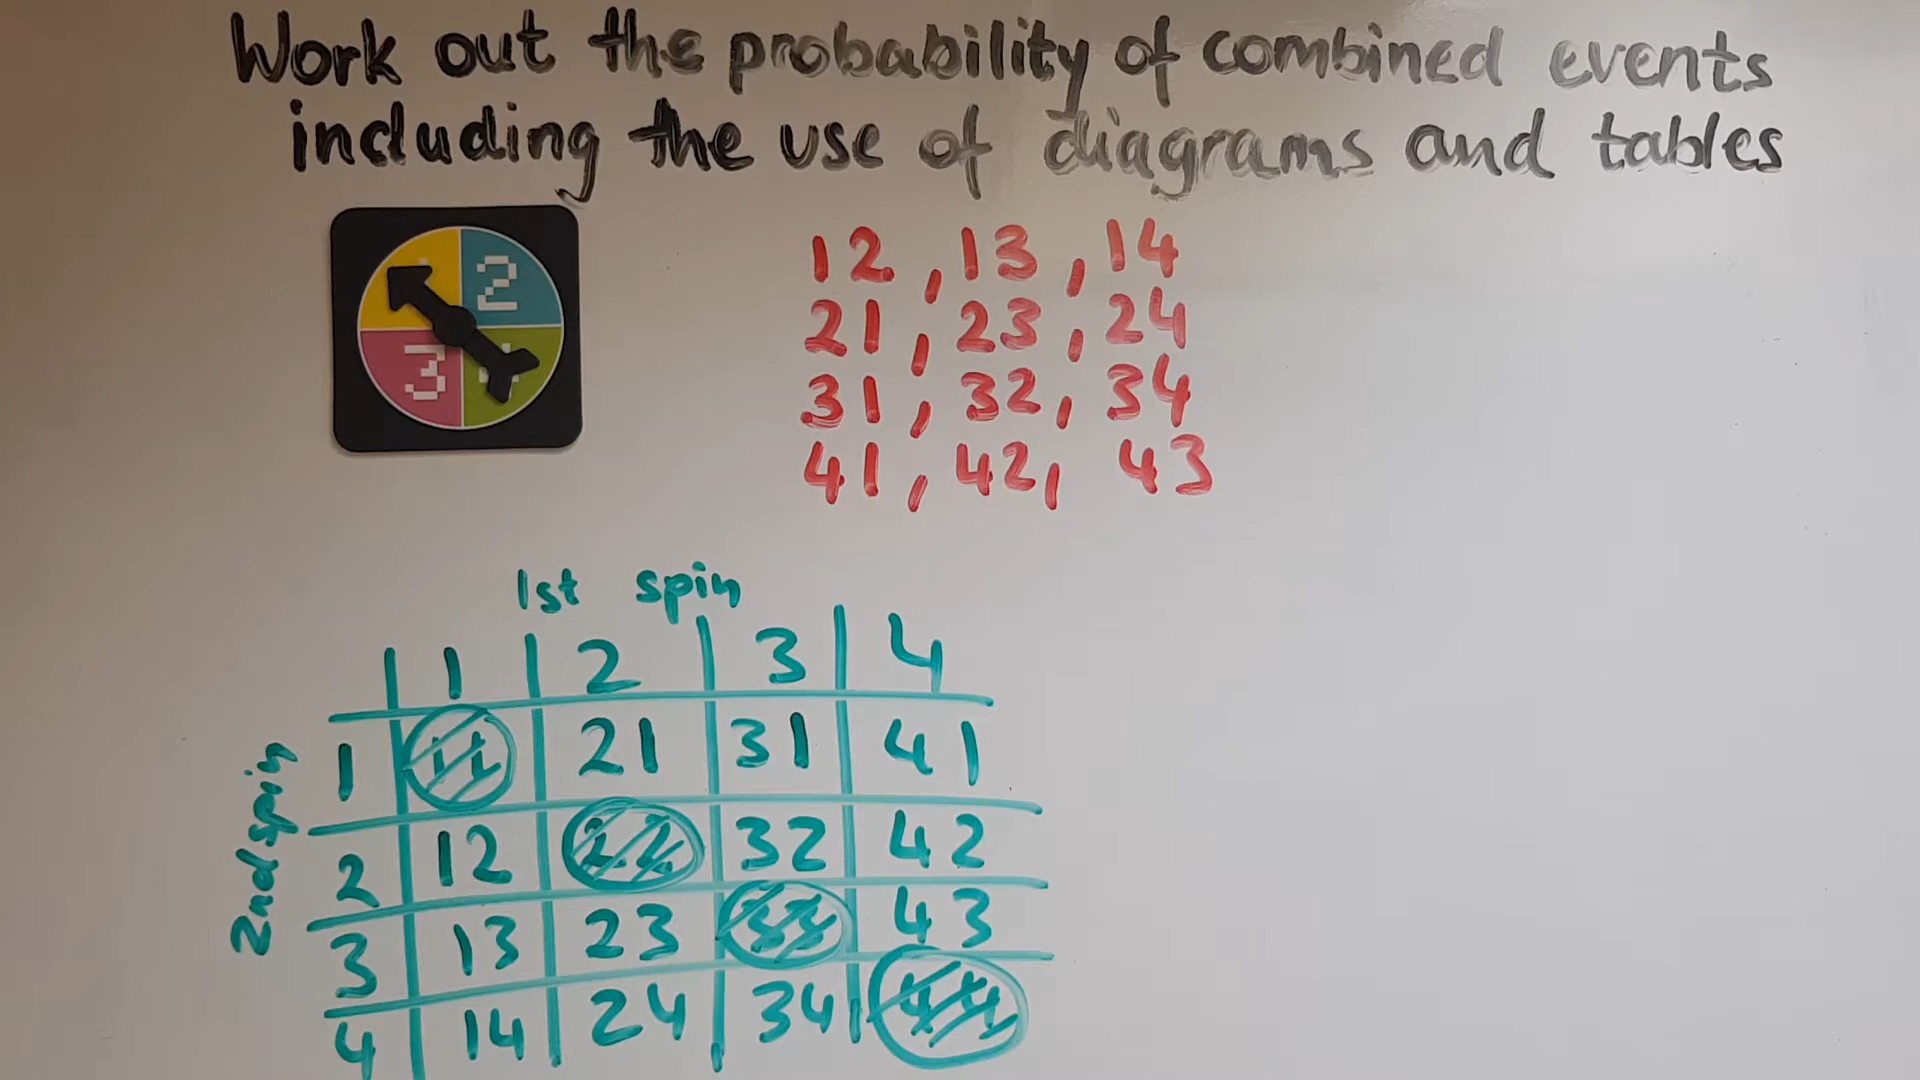 Work out the probability of combined events
including the use of diagrams and tables
2
3
12, 13, 14
21, 23, 24
31, 32, 34
41, 42, 43
1st spin
1 2 3 4
2nd spin
1 11 21 31 41
2 12 22 32 42
3 13 23 33 43
4 14 24 34 44